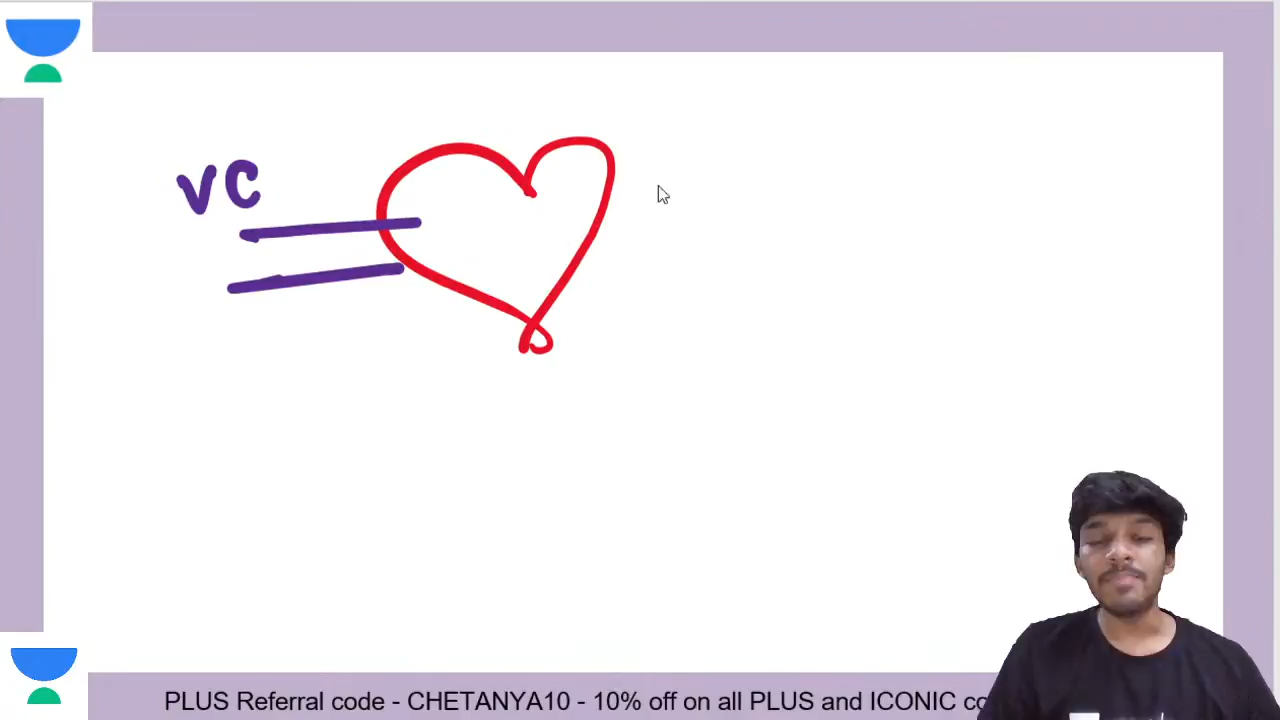 VC
PLUS Referral code - CHETANYA10 - 10% off on all PLUS and ICONIC co